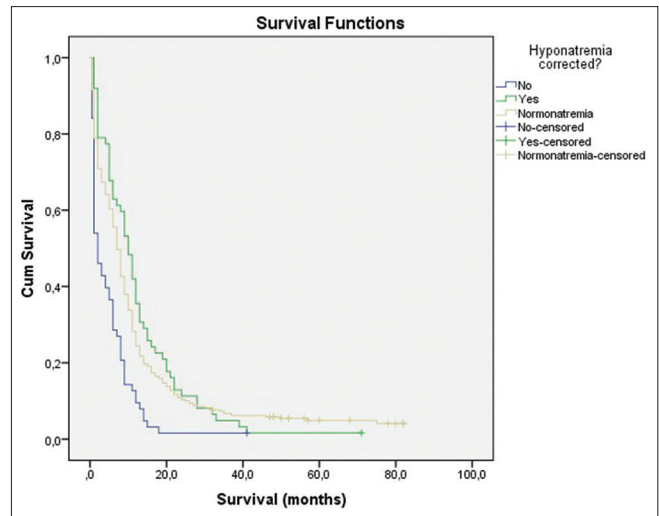 Survival Functions
Hyponatremia
corrected?
No
Yes
Normonatremia
No-censored
Yes-censored
Normonatremia-censored
Cum Survival
1,0
0,8
0,6
0,4
0,2
0,0
,0
20,0
40,0
60,0
80,0
100,0
Survival (months)